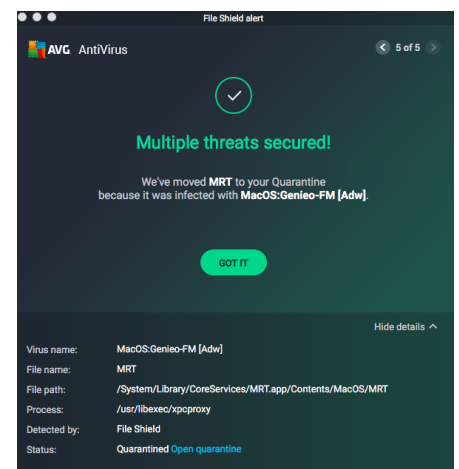 File Shield alert
AVG AntiVirus
5 of 5
Multiple threats secured!
We've moved MRT to your Quarantine
because it was infected with MacOS:Genieo-FM [Adw].
GOT IT
Hide details
Virus name: MacOS:Genieo-FM [Adw]
File name: MRT
File path: /System/Library/CoreServices/MRT.app/Contents/MacOS/MRT
Process: /usr/libexec/xpcproxy
Detected by: File Shield
Status: Quarantined Open quarantine